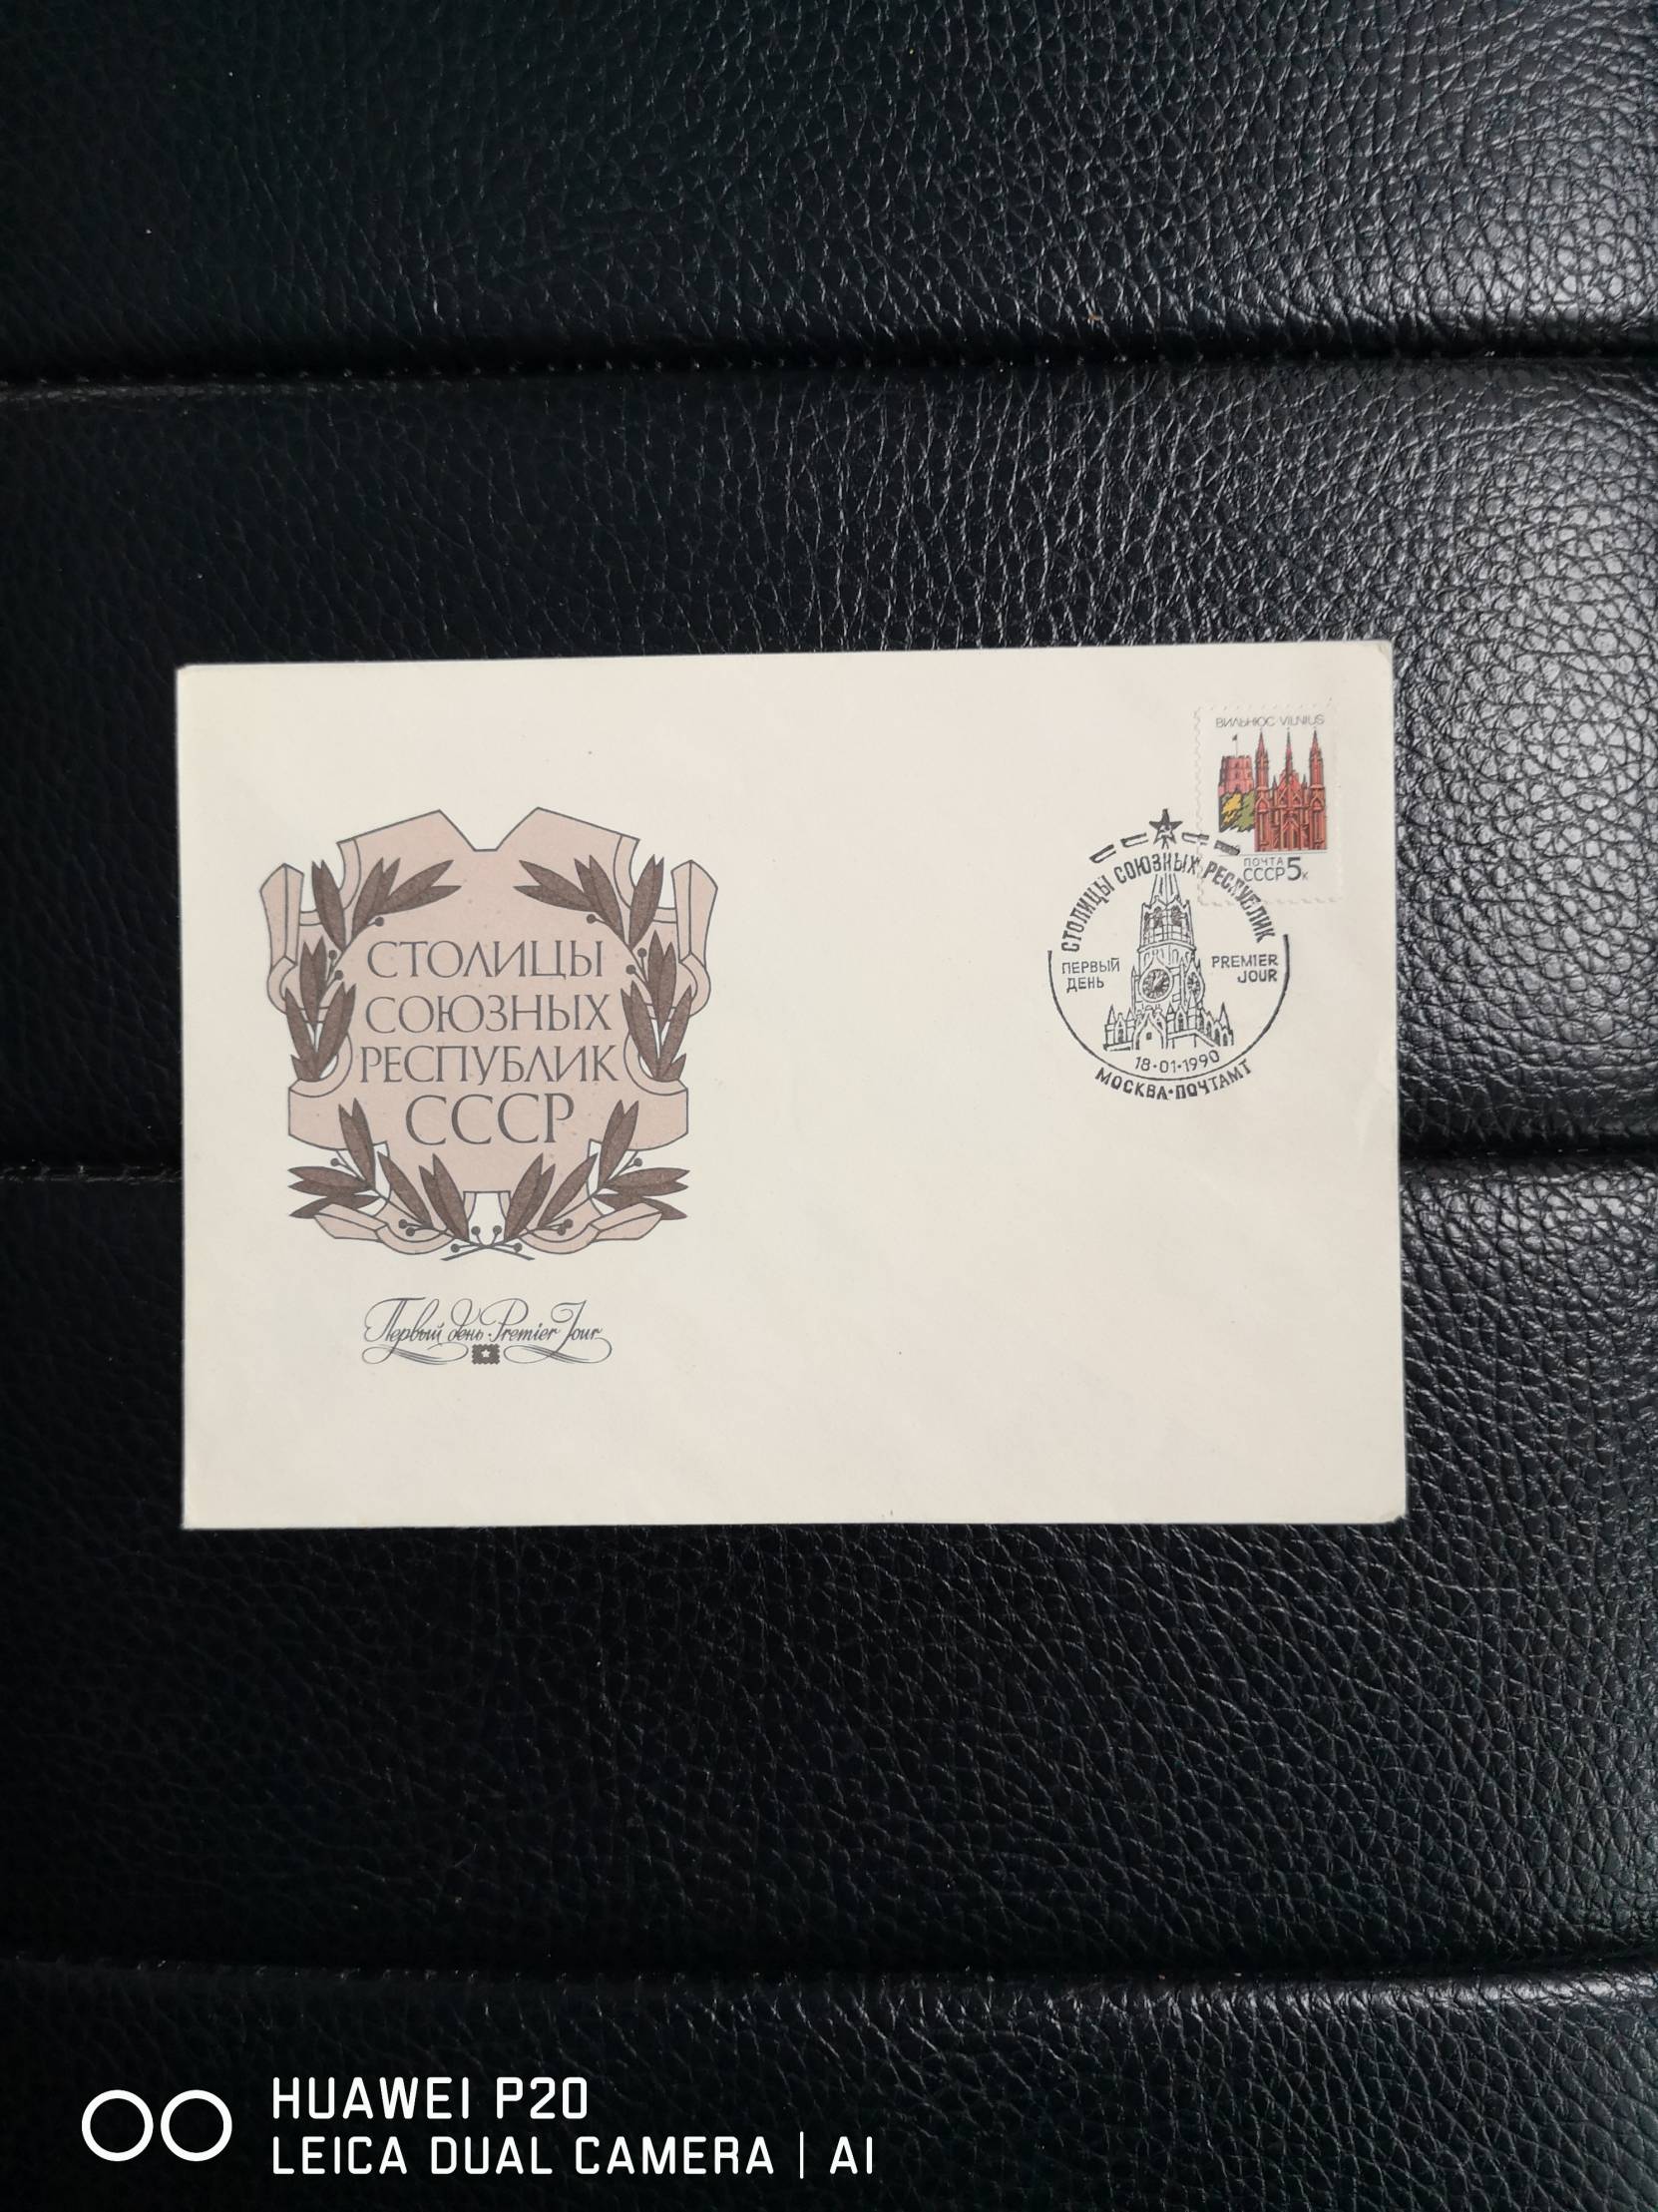 СТОЛИЦЫ
СОЮЗНЫХ
РЕСПУБЛИК
СССР
Первый день · Premier Jour
ВИЛЬНЮС VILNIUS
ПОЧТА
СССР 5к
СТОЛИЦЫ СОЮЗНЫХ РЕСПУБЛИК
ПЕРВЫЙ
ДЕНЬ
PREMIER
JOUR
18·01·1990
МОСКВА·ПОЧТАМТ
HUAWEI P20
LEICA DUAL CAMERA | AI